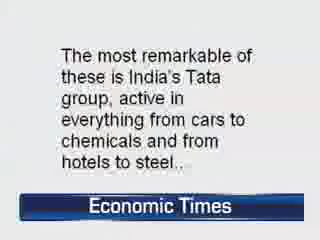 The most remarkable of
these is India's Tata
group, active in
everything from cars to
chemicals and from
hotels to steel..
Economic Times